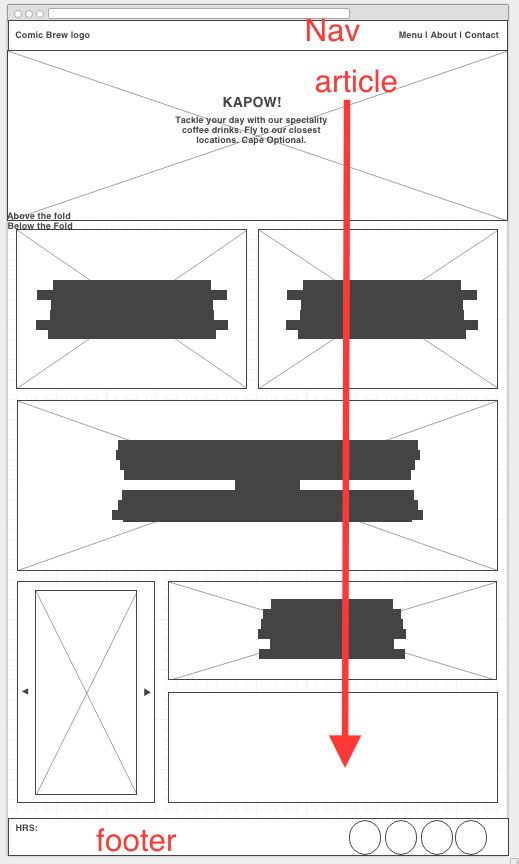 Nav
Comic Brew logo
Menu | About | Contact
article
KAPOW!
Tackle your day with our speciality
coffee drinks. Fly to our closest
locations. Cape Optional.
Above the fold
Below the Fold
HRS:
footer